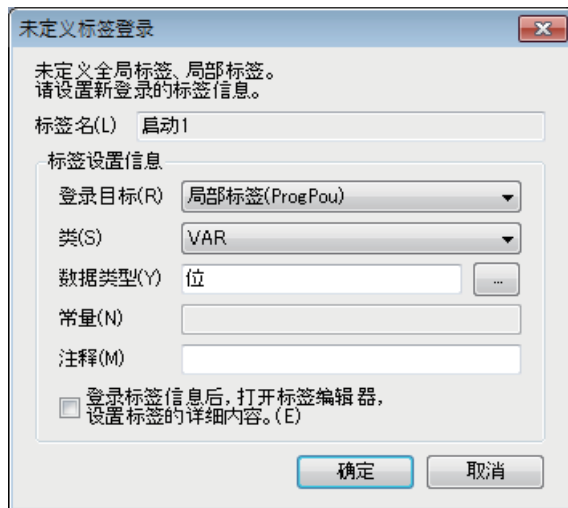 未定义标签登录
未定义全局标签、局部标签。
请设置新登录的标签信息。
标签名(L) 启动1
标签设置信息
登录目标(R) 局部标签(ProgPou)
类(S) VAR
数据类型(Y) 位 ...
常量(N)
注释(M)
登录标签信息后,打开标签编辑器,
设置标签的详细内容。(E)
确定 取消